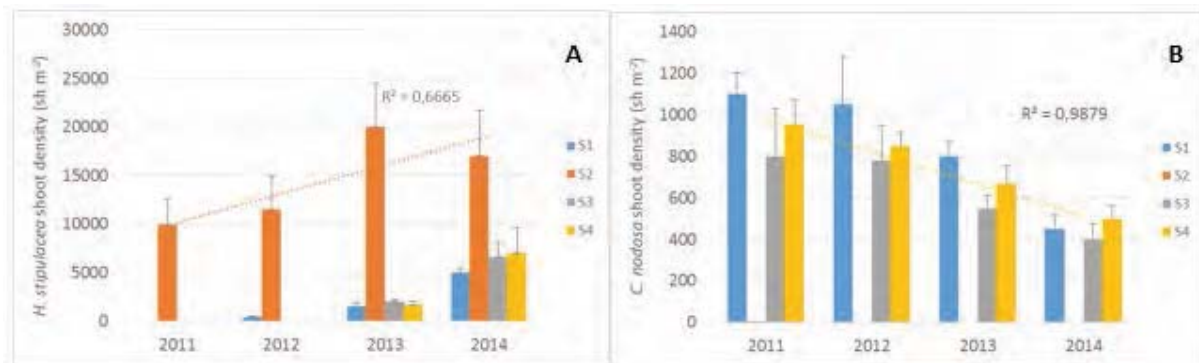 30000
25000
20000
15000
10000
5000
0
H. stipulacea shoot density (sh m⁻²)
A
R² = 0,6665
S1
S2
S3
S4
2011 2012 2013 2014
1400
1200
1000
800
600
400
200
0
C. nodosa shoot density (sh m⁻²)
B
R² = 0,9879
S1
S2
S3
S4
2011 2012 2013 2014